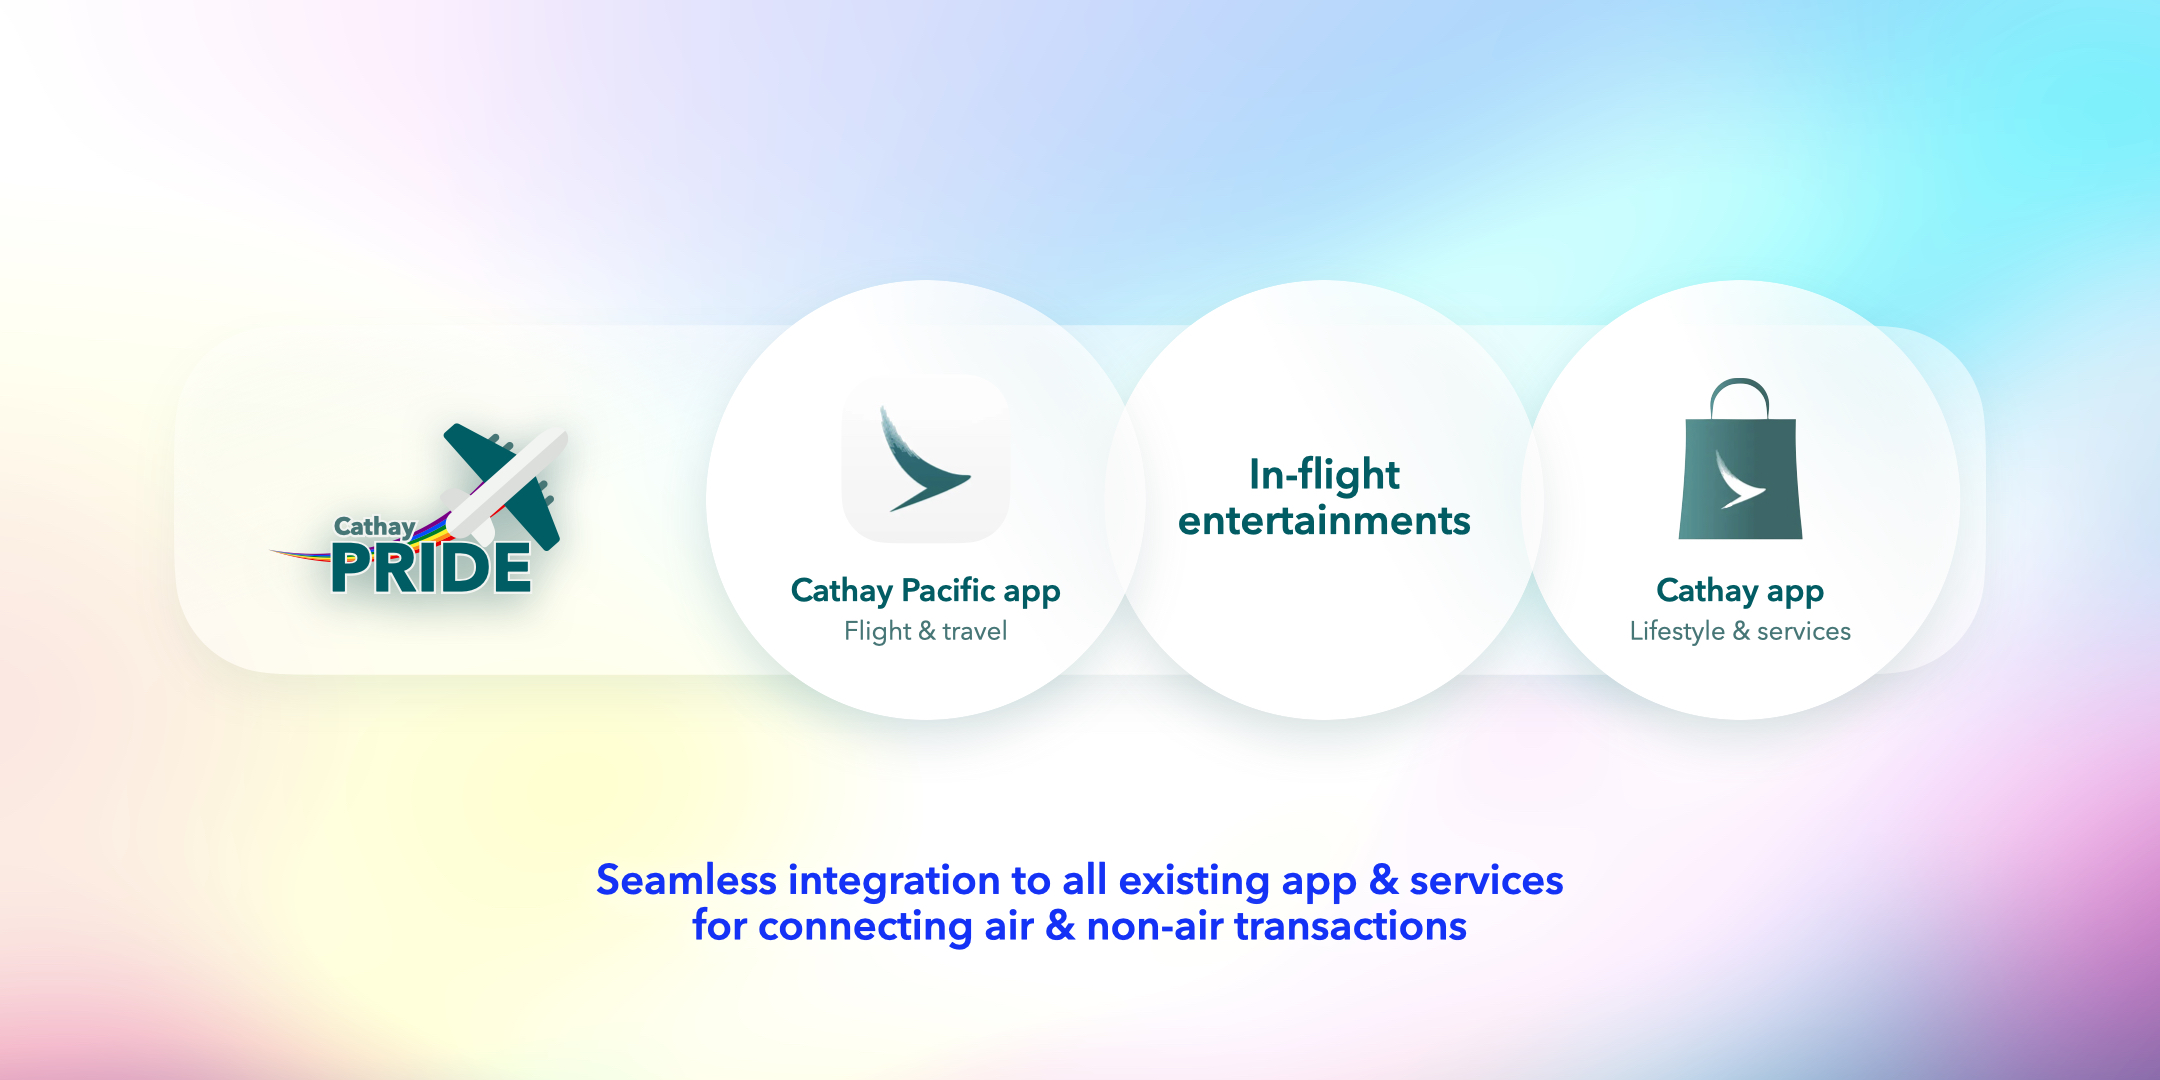 Cathay
PRIDE
Cathay Pacific app
Flight & travel
In-flight
entertainments
Cathay app
Lifestyle & services
Seamless integration to all existing app & services
for connecting air & non-air transactions